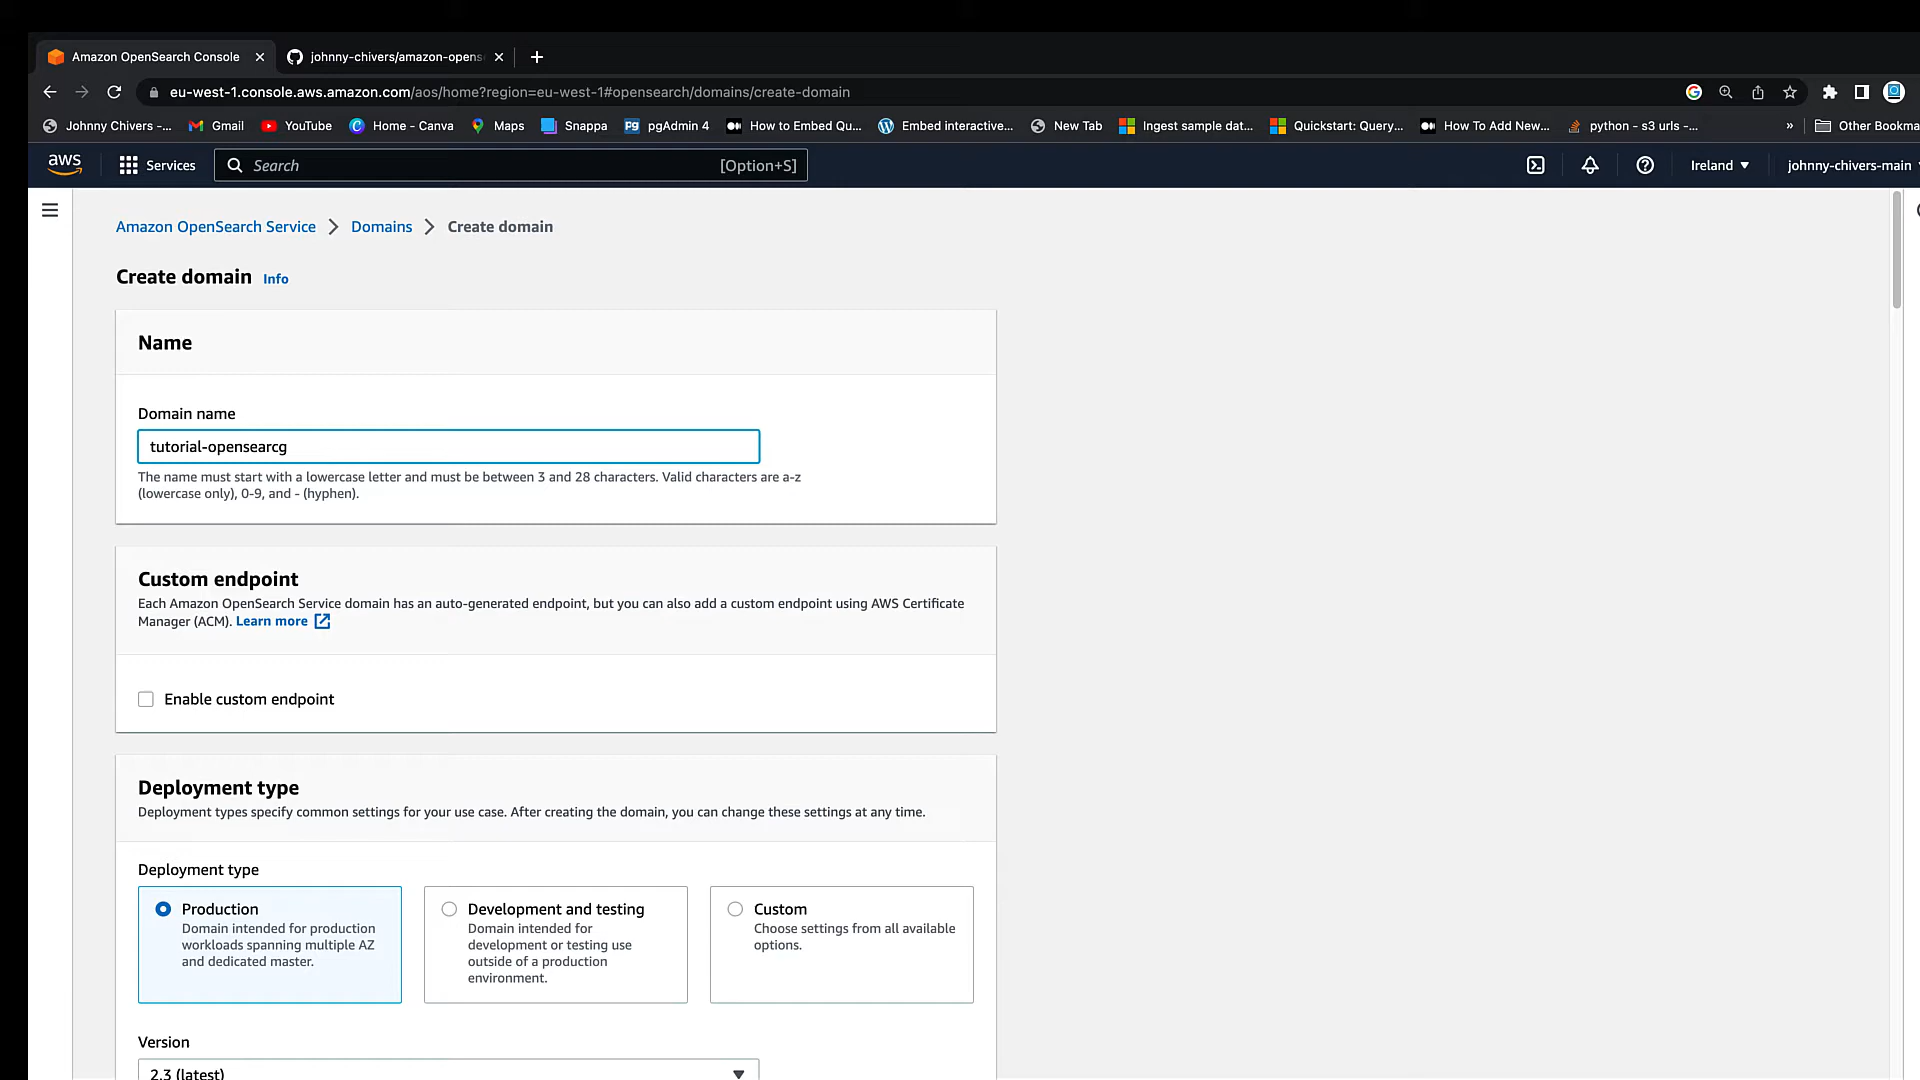 Amazon OpenSearch Console
johnny-chivers/amazon-opens
eu-west-1.console.aws.amazon.com/aos/home?region=eu-west-1#opensearch/domains/create-domain
Johnny Chivers -... Gmail YouTube Home - Canva Maps Snappa Pg pgAdmin 4 How to Embed Qu... Embed interactive... New Tab Ingest sample dat... Quickstart: Query... How To Add New... python - s3 urls -... » Other Bookma
aws Services Search [Option+S] Ireland johnny-chivers-main
Amazon OpenSearch Service Domains Create domain
Create domain Info
Name
Domain name
tutorial-opensearcg
The name must start with a lowercase letter and must be between 3 and 28 characters. Valid characters are a-z
(lowercase only), 0-9, and - (hyphen).
Custom endpoint
Each Amazon OpenSearch Service domain has an auto-generated endpoint, but you can also add a custom endpoint using AWS Certificate
Manager (ACM). Learn more
Enable custom endpoint
Deployment type
Deployment types specify common settings for your use case. After creating the domain, you can change these settings at any time.
Deployment type
Production
Domain intended for production
workloads spanning multiple AZ
and dedicated master.
Development and testing
Domain intended for
development or testing use
outside of a production
environment.
Custom
Choose settings from all available
options.
Version
2.3 (latest)